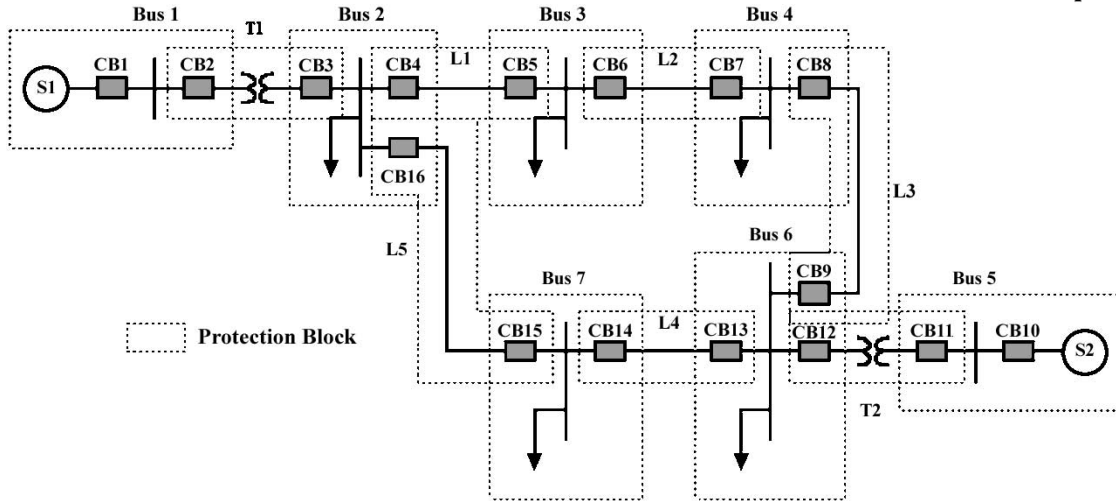 Bus 1
Bus 2
Bus 3
Bus 4
T1
CB1
CB2
CB3
CB4
L1
CB5
CB6
L2
CB7
CB8
S1
CB16
L3
L5
Bus 6
Bus 7
CB9
Bus 5
CB15
CB14
L4
CB13
CB12
CB11
CB10
S2
Protection Block
T2